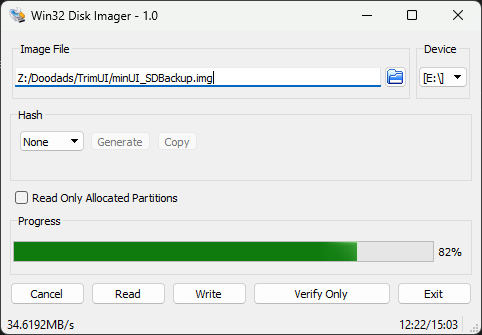 Win32 Disk Imager - 1.0
Image File
Device
Z:/Doodads/TrimUI/minUI_SDBackup.img
[E:\]
Hash
None Generate Copy
Read Only Allocated Partitions
Progress
82%
Cancel Read Write Verify Only Exit
34.6192MB/s 12:22/15:03